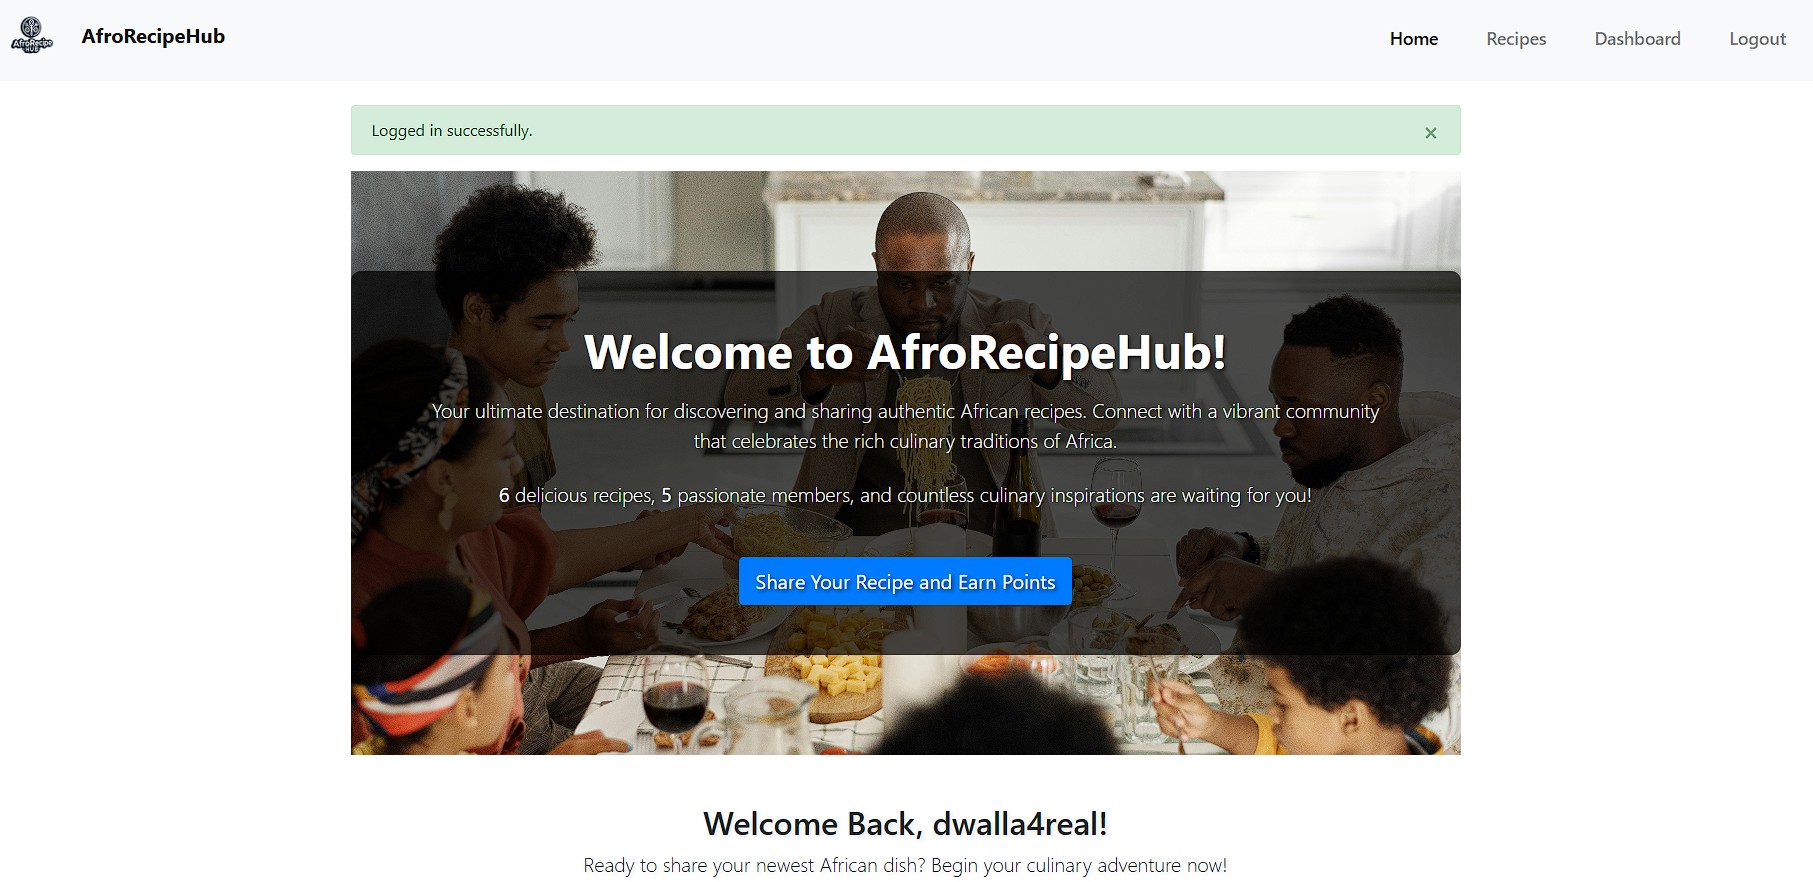 AfroRecipe
HUB
AfroRecipeHub
Home
Recipes
Dashboard
Logout
Logged in successfully.
×
Welcome to AfroRecipeHub!
Your ultimate destination for discovering and sharing authentic African recipes. Connect with a vibrant community
that celebrates the rich culinary traditions of Africa.
6 delicious recipes, 5 passionate members, and countless culinary inspirations are waiting for you!
Share Your Recipe and Earn Points
Welcome Back, dwalla4real!
Ready to share your newest African dish? Begin your culinary adventure now!